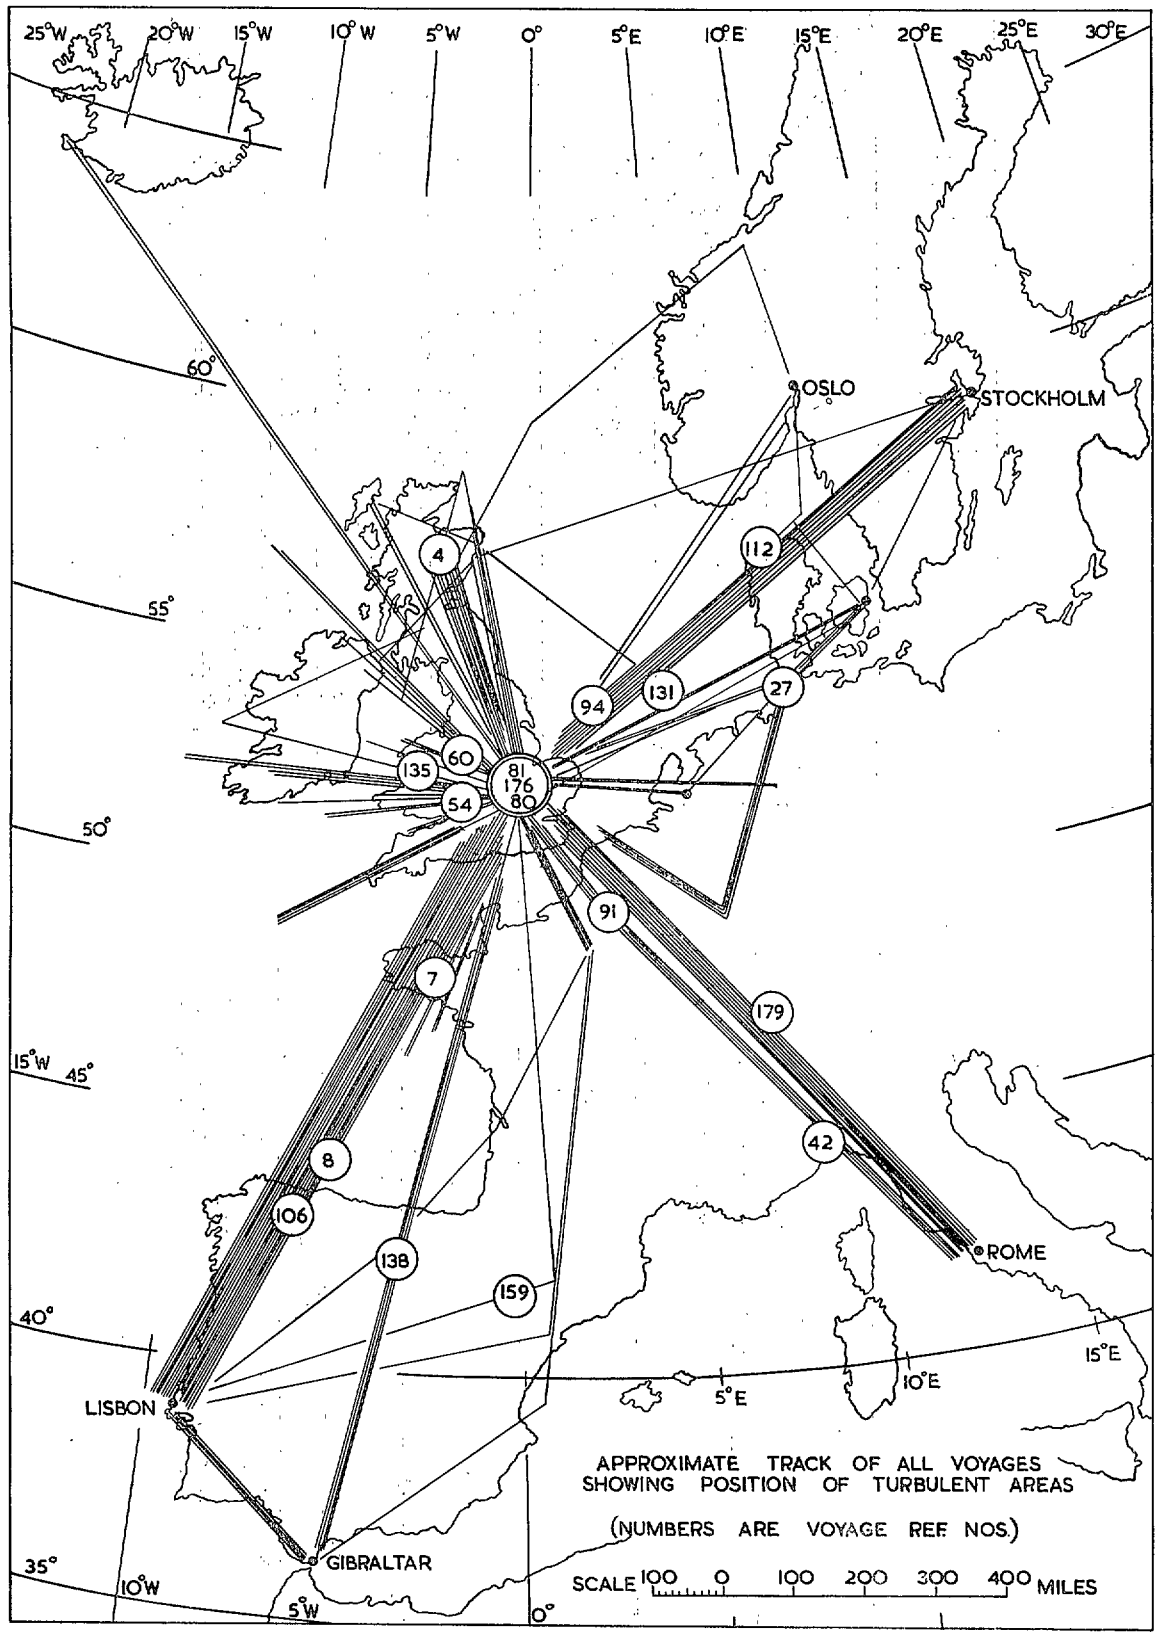 25°W 20°W 15°W 10°W 5°W 0° 5°E 10°E 15°E 20°E 25°E 30°E
60°
OSLO
STOCKHOLM
4
112
55°
94
131
27
60
135
54
81
176
80
50°
91
7
179
15°W 45°
42
8
106
138
ROME
159
40°
15°E
10°E
5°E
LISBON
APPROXIMATE TRACK OF ALL VOYAGES
SHOWING POSITION OF TURBULENT AREAS
(NUMBERS ARE VOYAGE REF. NOS.)
GIBRALTAR
35°
10°W
5°W
0°
SCALE 100 0 100 200 300 400 MILES